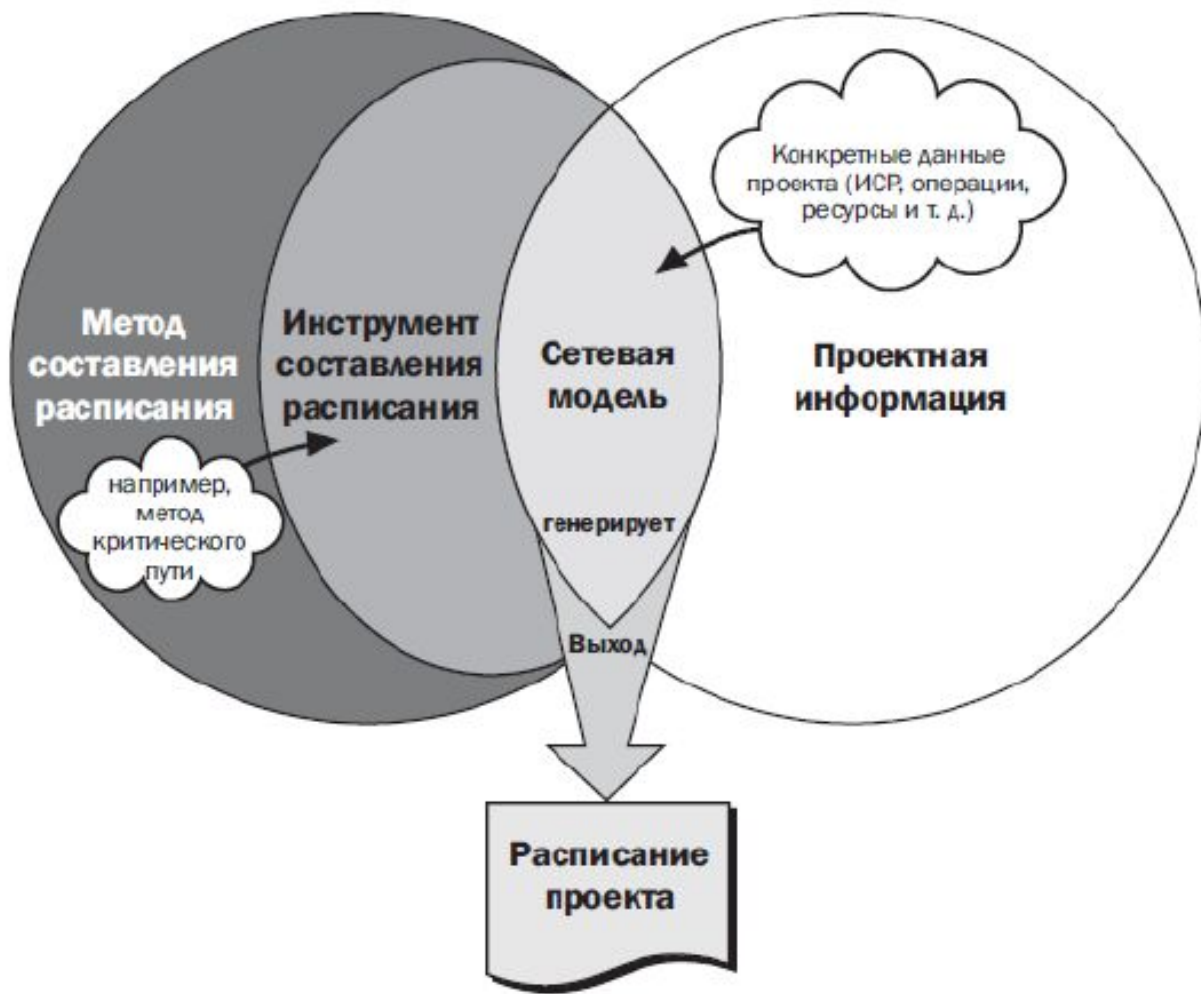 Конкретные данные
проекта (ИСР, операции,
ресурсы и т. д.)
Метод
составления
расписания
Инструмент
составления
расписания
Сетевая
модель
Проектная
информация
например,
метод
критического
пути
генерирует
Выход
Расписание
проекта